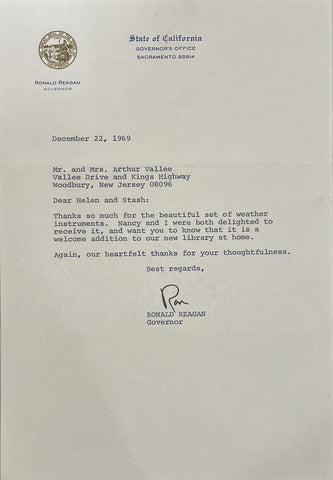 State of California
GOVERNOR'S OFFICE
SACRAMENTO 95814
RONALD REAGAN
GOVERNOR
December 22, 1969
Mr. and Mrs. Arthur Vallee
Vallee Drive and Kings Highway
Woodbury, New Jersey 08096
Dear Helen and Stash:
Thanks so much for the beautiful set of weather
instruments. Nancy and I were both delighted to
receive it, and want you to know that it is a
welcome addition to our new library at home.
Again, our heartfelt thanks for your thoughtfulness.
Best regards,
Ron
RONALD REAGAN
Governor